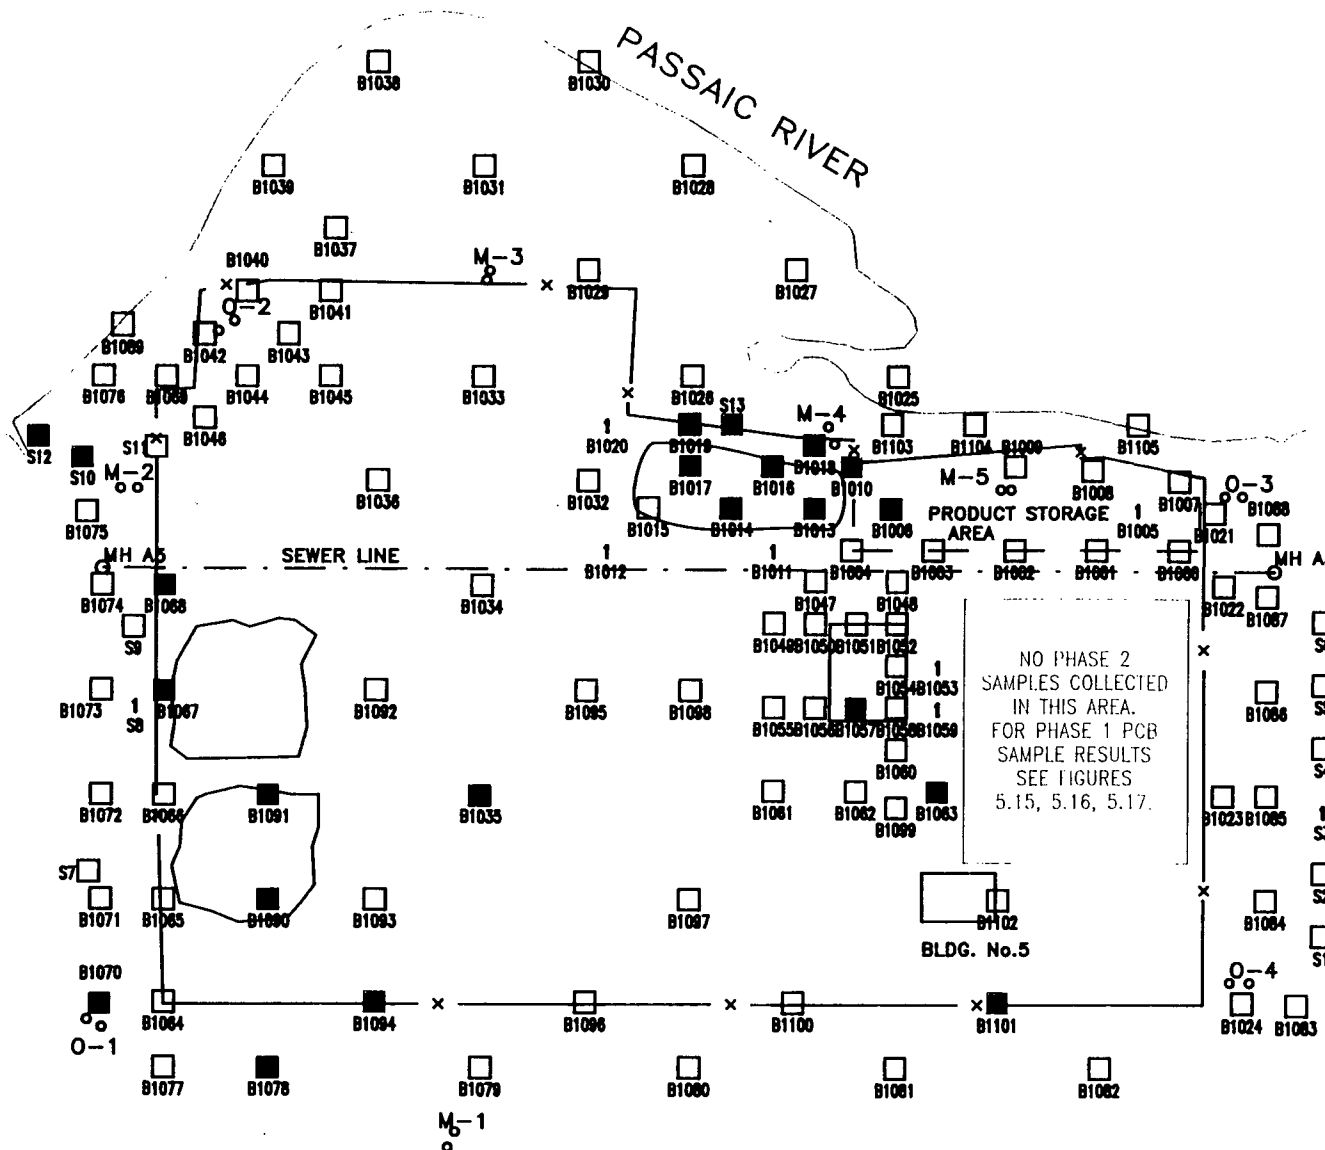 PASSAIC RIVER
B1038
B1030
B1039
B1031
B1028
B1037
B1040
M-3
B1041
B1029
B1027
O-2
B1042
B1043
B1076
B1044
B1045
B1033
B1026
B1025
S13
M-4
B1046
1
B1020
B1019
B1018
B1103
B1104
B1009
B1105
S12
S11
S10
M-2
B1036
B1032
B1017
B1016
B1010
M-5
B1008
B1007
O-3
B1075
B1015
B1014
B1013
B1006
PRODUCT STORAGE
AREA
1
B1005
B1021
MH A5
SEWER LINE
1
B1012
1
B1011
B1004
B1003
B1002
B1001
MH A
B1074
B1068
B1034
B1047
B1048
B1022
B1087
S9
B1049
B1050
B1051
B1052
NO PHASE 2
SAMPLES COLLECTED
IN THIS AREA.
FOR PHASE 1 PCB
SAMPLE RESULTS
SEE FIGURES
5.15, 5.16, 5.17.
B1073
1
S8
B1067
B1092
B1095
B1098
B1054
1
B1053
B1055
B1056
B1057
B1058
1
B1059
B1086
B1060
B1072
B1066
B1091
B1035
B1061
B1062
B1063
B1099
B1023
B1085
S7
B1071
B1065
B1090
B1093
B1097
B1102
BLDG. No.5
B1084
B1070
O-1
B1064
B1094
B1096
B1100
B1101
O-4
B1024
B1083
B1077
B1078
B1079
B1080
B1081
B1082
M-1